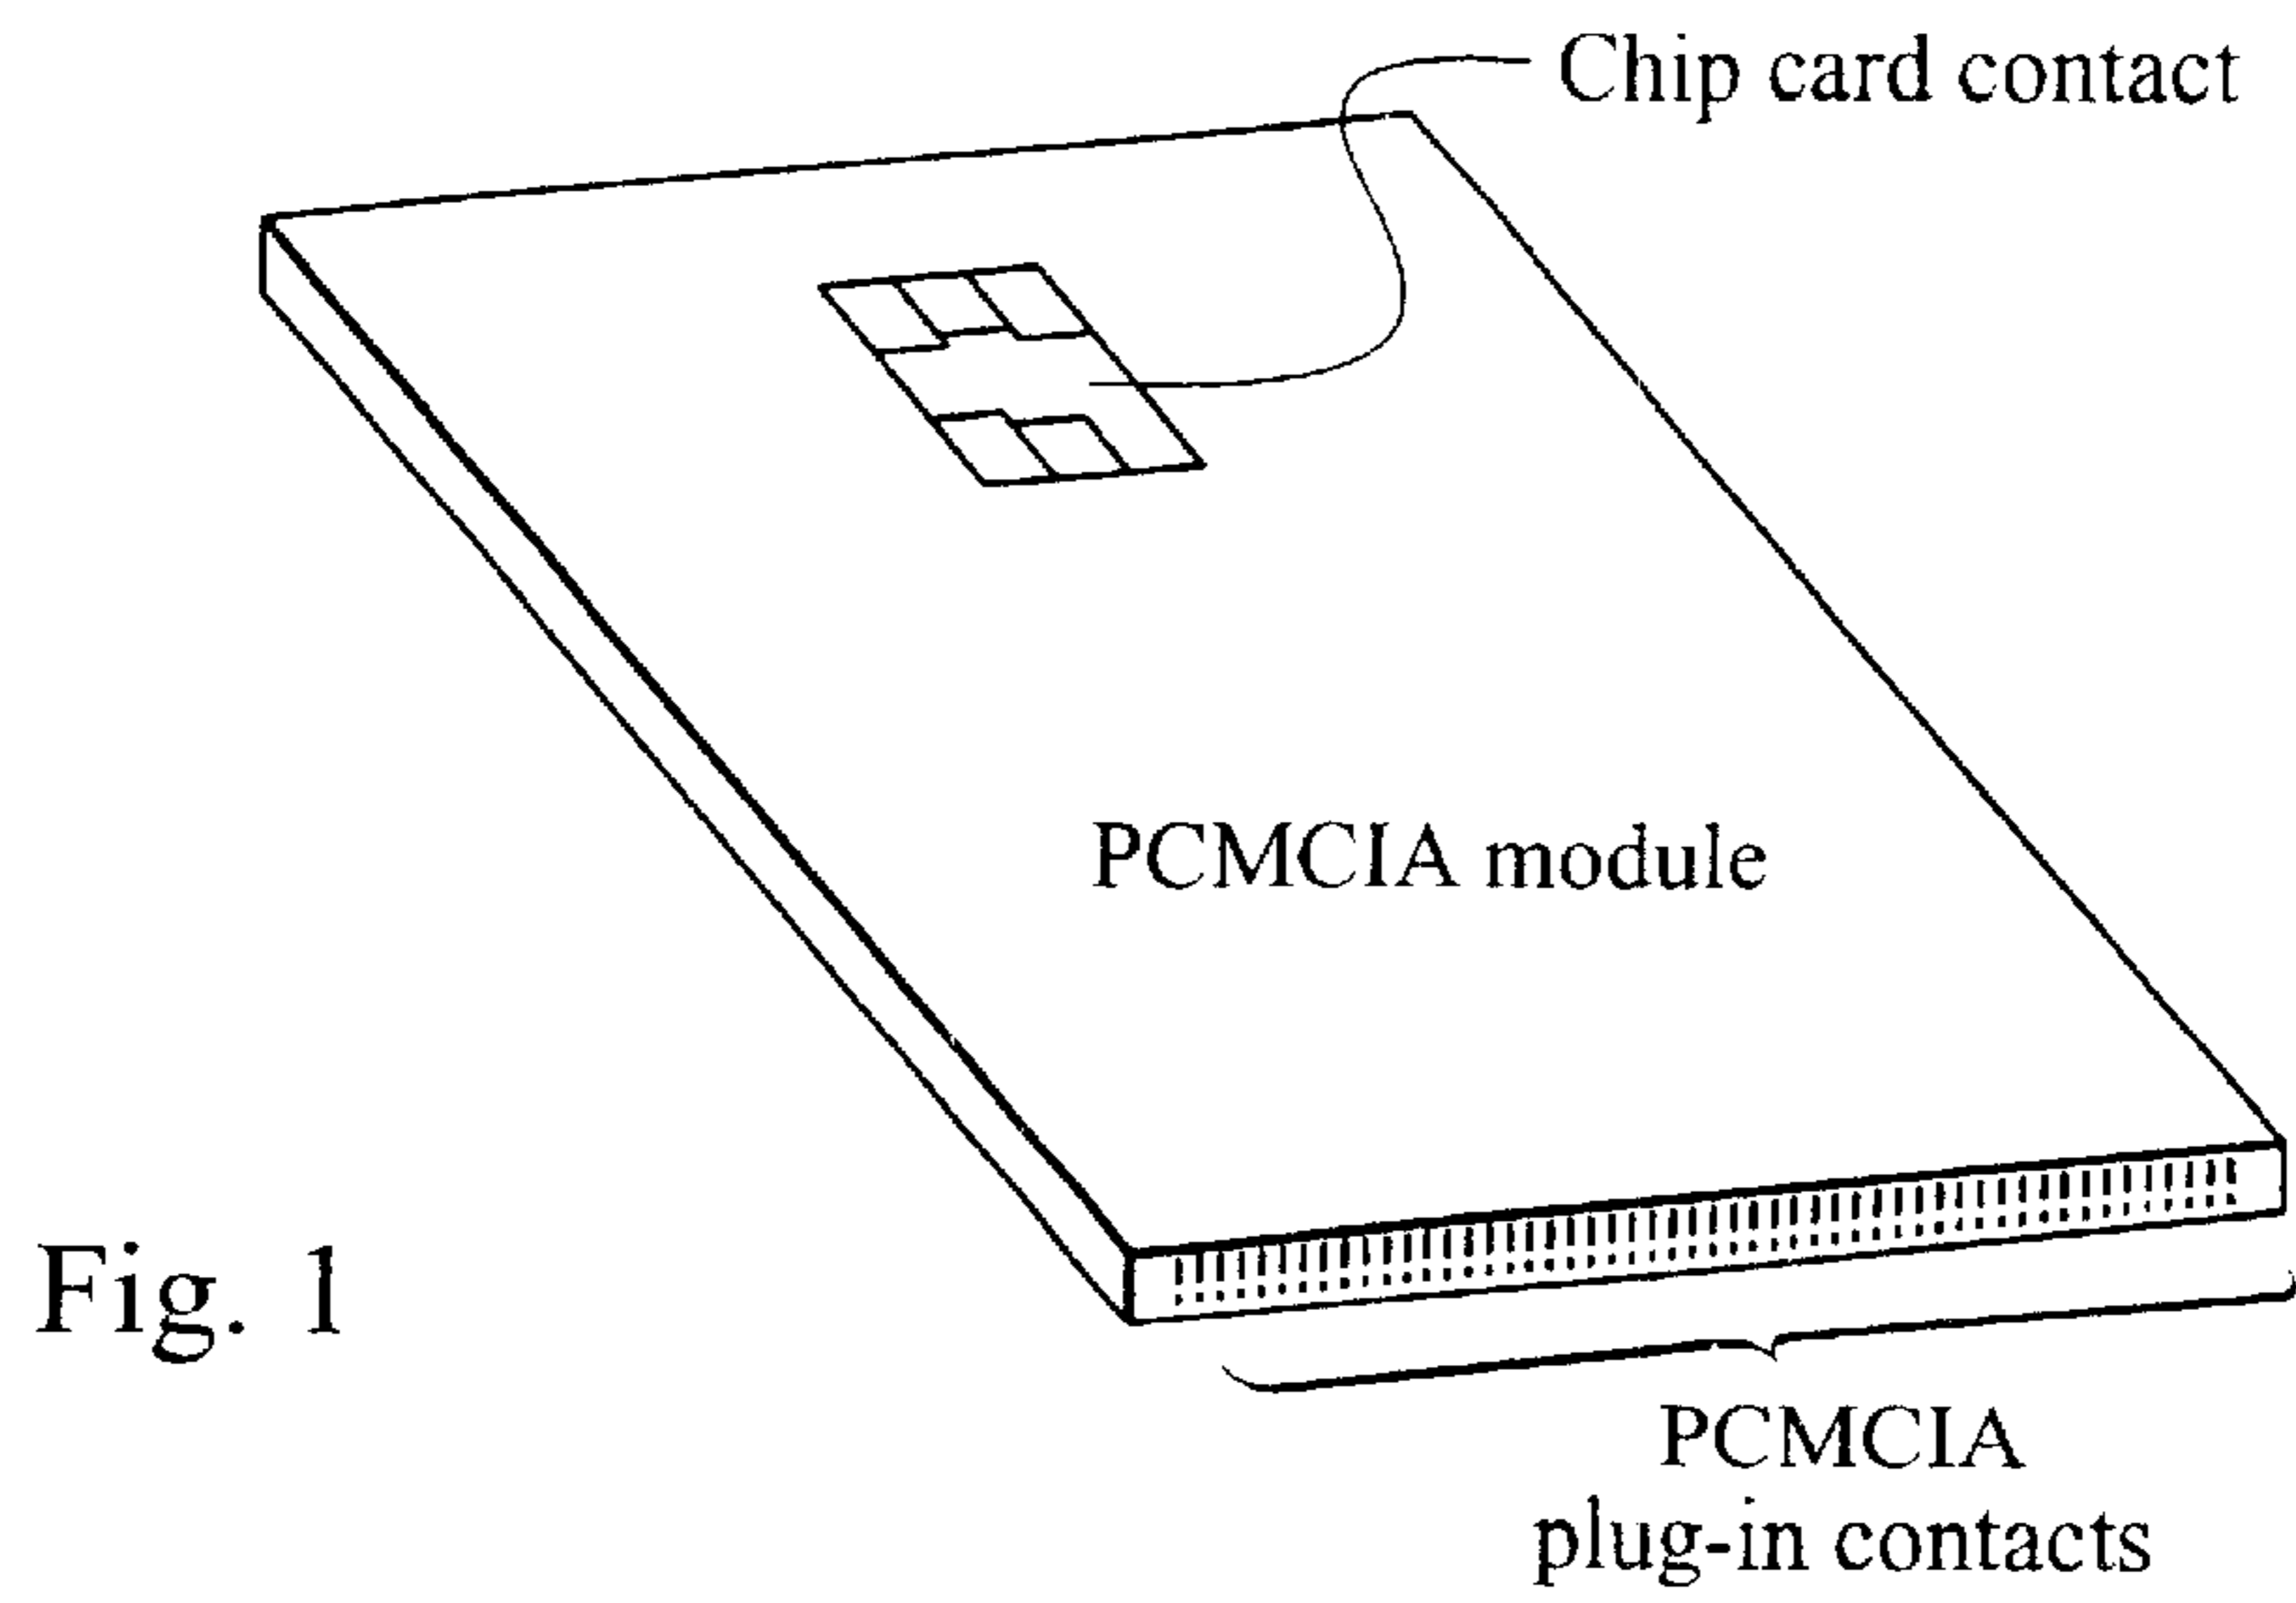 Chip card contact
PCMCIA module
Fig. 1
PCMCIA
plug-in contacts